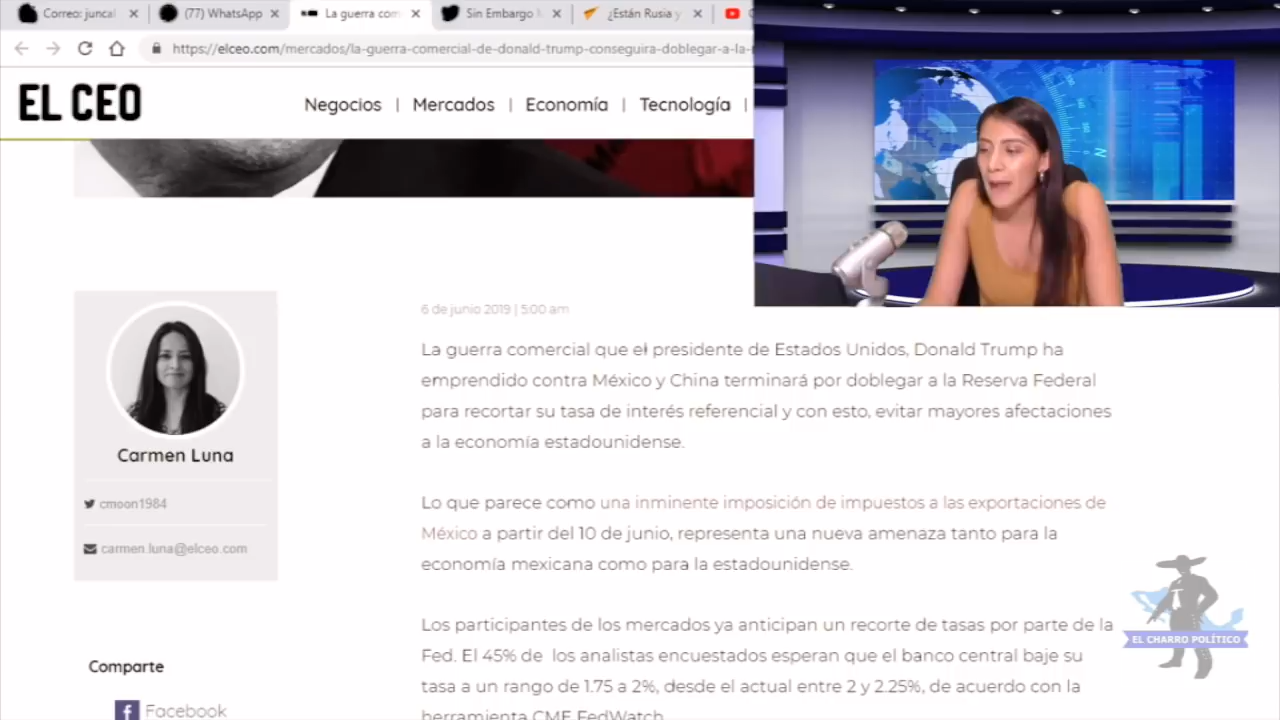 Correo: juncal
(77) WhatsApp
La guerra com
Sin Embargo M
¿Están Rusia y
https://elceo.com/mercados/la-guerra-comercial-de-donald-trump-conseguira-doblegar-a-la-r
EL CEO
Negocios | Mercados | Economía | Tecnología |
Carmen Luna
cmoon1984
carmen.luna@elceo.com
Comparte
Facebook
6 de junio 2019 | 5:00 am
La guerra comercial que el presidente de Estados Unidos, Donald Trump ha
emprendido contra México y China terminará por doblegar a la Reserva Federal
para recortar su tasa de interés referencial y con esto, evitar mayores afectaciones
a la economía estadounidense.
Lo que parece como una inminente imposición de impuestos a las exportaciones de
México a partir del 10 de junio, representa una nueva amenaza tanto para la
economía mexicana como para la estadounidense.
Los participantes de los mercados ya anticipan un recorte de tasas por parte de la
Fed. El 45% de los analistas encuestados esperan que el banco central baje su
tasa a un rango de 1.75 a 2%, desde el actual entre 2 y 2.25%, de acuerdo con la
herramienta CME FedWatch.
EL CHARRO POLÍTICO